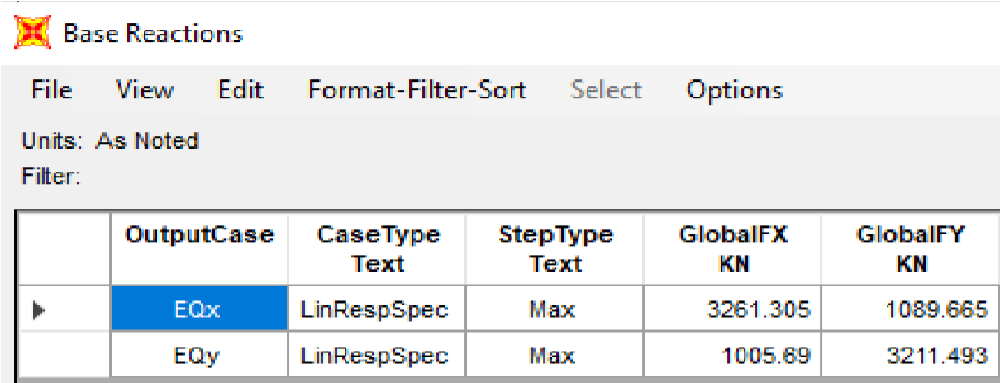 Base Reactions
File View Edit Format-Filter-Sort Select Options
Units: As Noted
Filter:
OutputCase CaseType StepType GlobalFX GlobalFY
Text Text KN KN
EQx LinRespSpec Max 3261.305 1089.665
EQy LinRespSpec Max 1005.69 3211.493